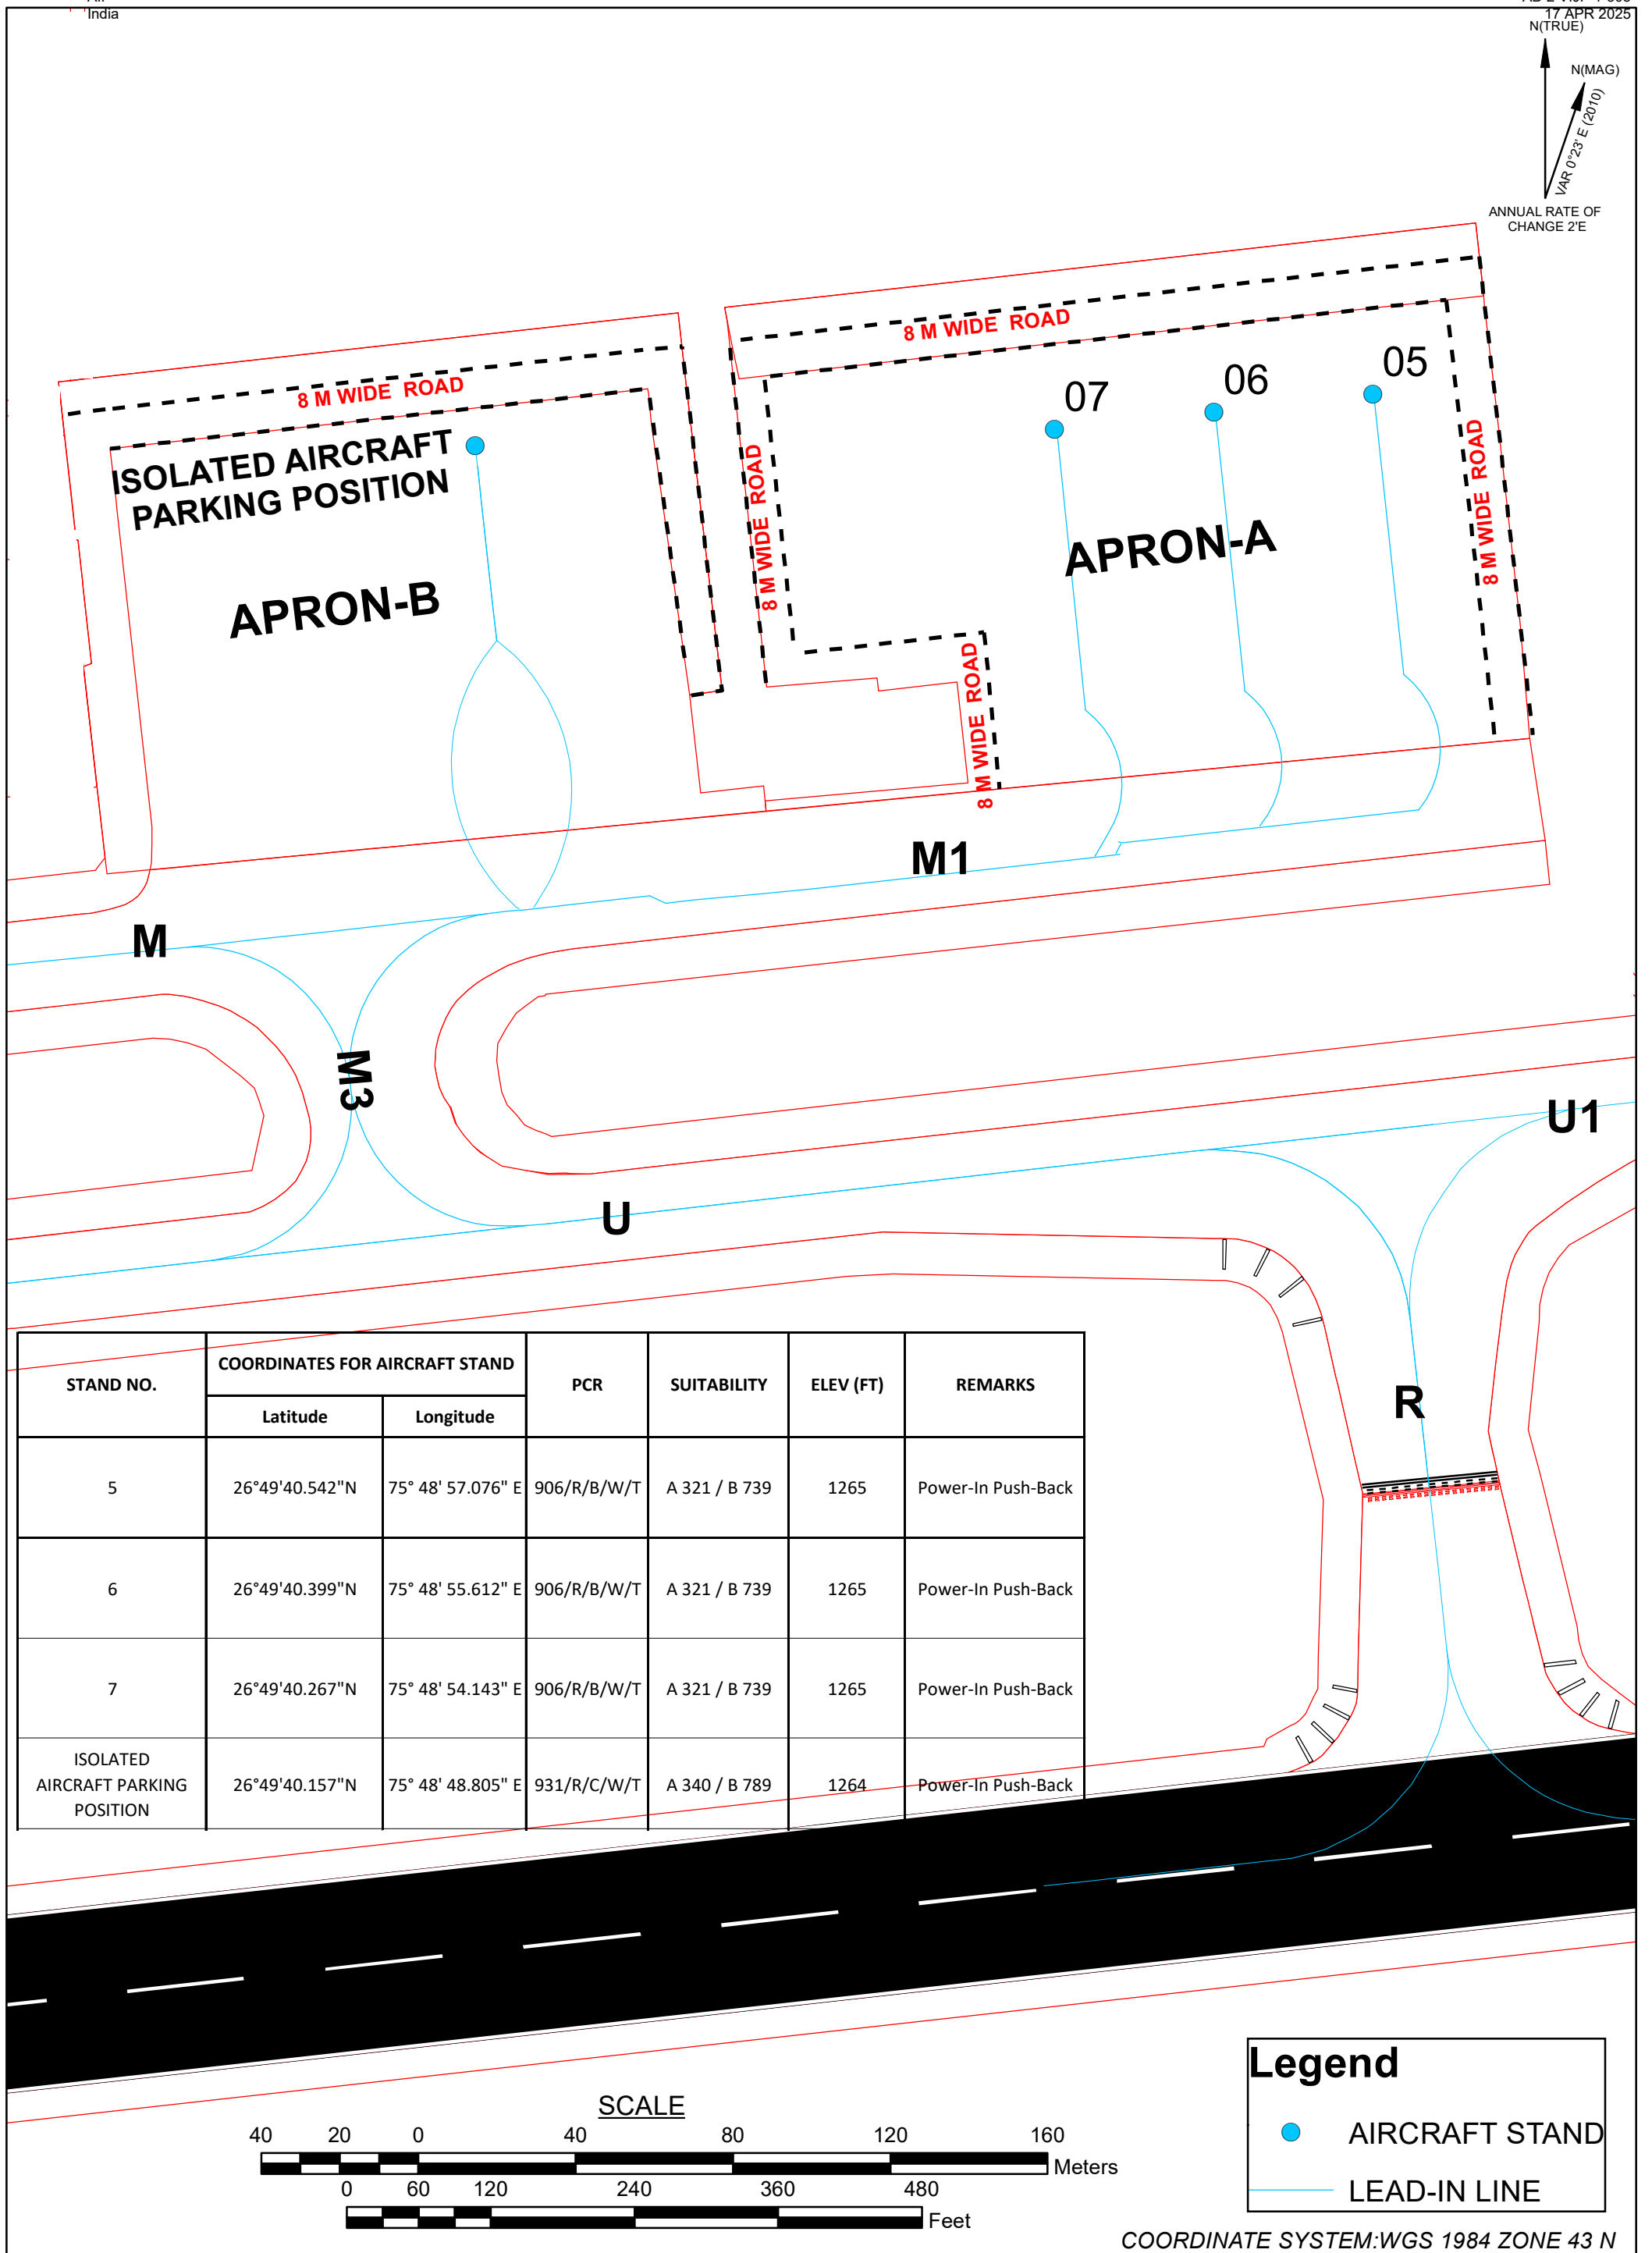 India
17 APR 2025
N(TRUE)
N(MAG)
VAR 0°23' E (2010)
ANNUAL RATE OF
CHANGE 2'E
8 M WIDE ROAD
8 M WIDE ROAD
05
06
07
ISOLATED AIRCRAFT
PARKING POSITION
8 M WIDE ROAD
8 M WIDE ROAD
APRON-A
APRON-B
8 M WIDE ROAD
M1
M
M3
U1
U
STAND NO. COORDINATES FOR AIRCRAFT STAND PCR SUITABILITY ELEV (FT) REMARKS
Latitude Longitude
5 26°49'40.542"N 75° 48' 57.076" E 906/R/B/W/T A 321 / B 739 1265 Power-In Push-Back
6 26°49'40.399"N 75° 48' 55.612" E 906/R/B/W/T A 321 / B 739 1265 Power-In Push-Back
7 26°49'40.267"N 75° 48' 54.143" E 906/R/B/W/T A 321 / B 739 1265 Power-In Push-Back
ISOLATED
AIRCRAFT PARKING
POSITION
26°49'40.157"N 75° 48' 48.805" E 931/R/C/W/T A 340 / B 789 1264 Power-In Push-Back
R
SCALE
40 20 0 40 80 120 160
Meters
0 60 120 240 360 480
Feet
Legend
AIRCRAFT STAND
LEAD-IN LINE
COORDINATE SYSTEM:WGS 1984 ZONE 43 N